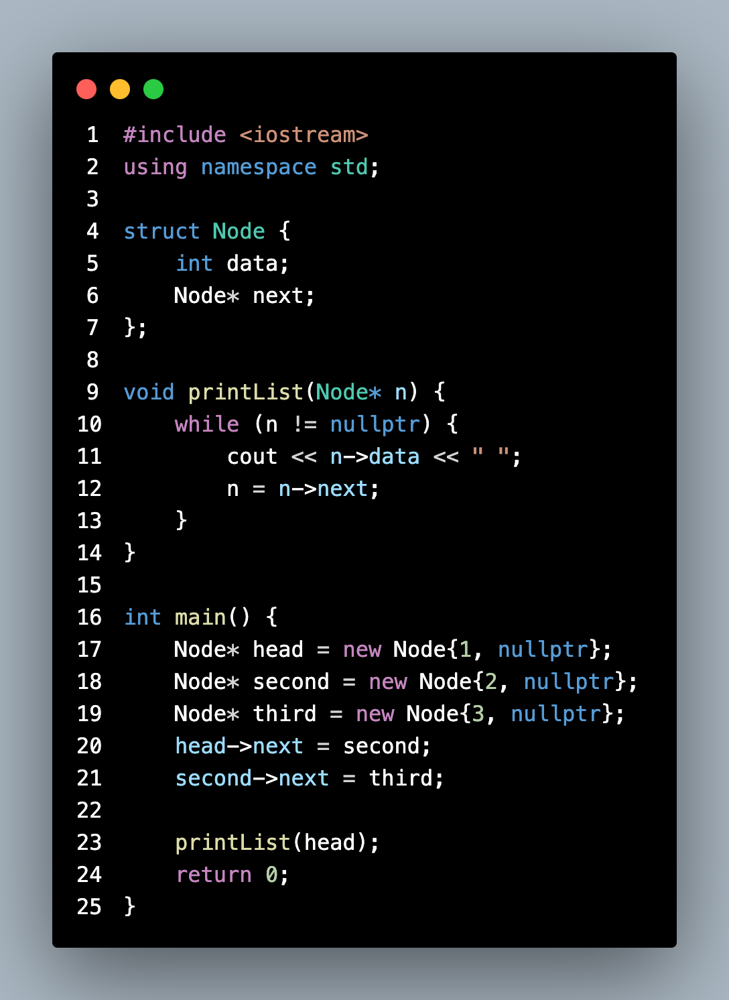 1 #include <iostream>
2 using namespace std;
3
4 struct Node {
5     int data;
6     Node* next;
7 };
8
9 void printList(Node* n) {
10     while (n != nullptr) {
11         cout << n->data << " ";
12         n = n->next;
13     }
14 }
15
16 int main() {
17     Node* head = new Node{1, nullptr};
18     Node* second = new Node{2, nullptr};
19     Node* third = new Node{3, nullptr};
20     head->next = second;
21     second->next = third;
22
23     printList(head);
24     return 0;
25 }